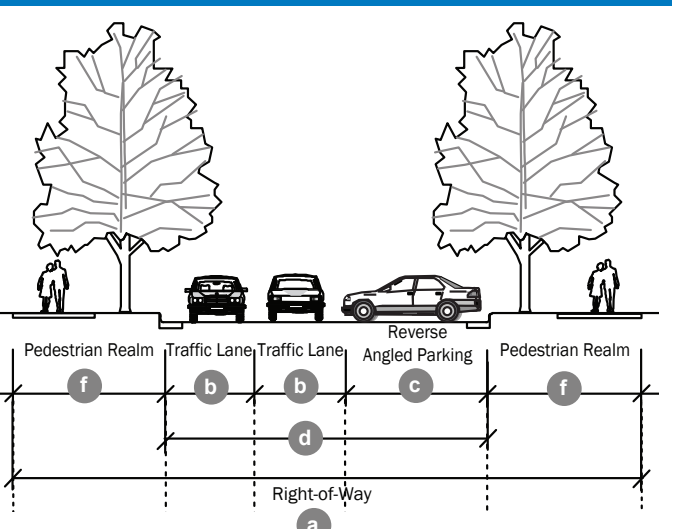 Pedestrian Realm
Traffic Lane
Traffic Lane
Reverse
Angled Parking
Pedestrian Realm
f
b
b
c
f
d
Right-of-Way
a